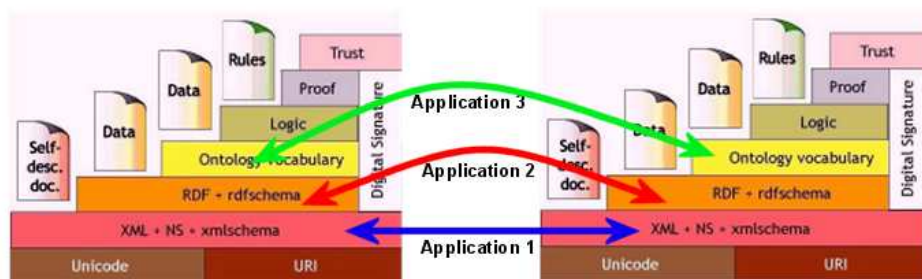 Trust
Rules
Proof
Data
Logic
Data
Digital Signature
Self-
desc.
doc.
Ontology vocabulary
RDF + rdfschema
XML + NS + xmlschema
Unicode
URI
Application 3
Application 2
Application 1
Trust
Rules
Proof
Data
Logic
Data
Digital Signature
Self-
desc.
doc.
Ontology vocabulary
RDF + rdfschema
XML + NS + xmlschema
Unicode
URI